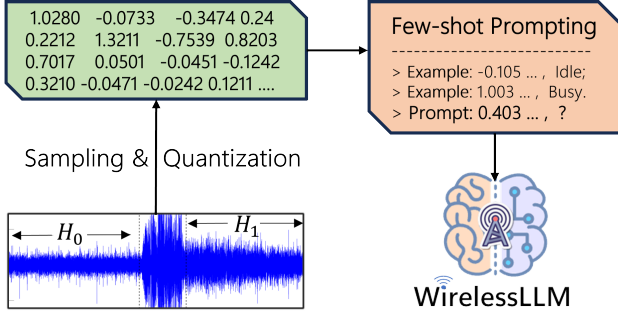 1.0280 -0.0733 -0.3474 0.24
0.2212 1.3211 -0.7539 0.8203
0.7017 0.0501 -0.0451 -0.1242
0.3210 -0.0471 -0.0242 0.1211 ....
Few-shot Prompting
--------------------------------
> Example: -0.105 ... , Idle;
> Example: 1.003 ... , Busy.
> Prompt: 0.403 ... , ?
Sampling & Quantization
H₀
H₁
WirelessLLM